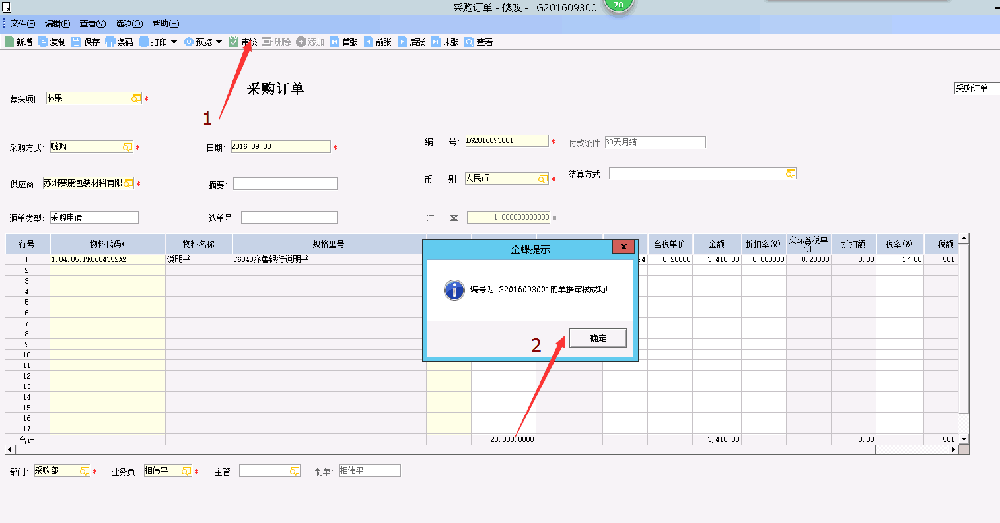 采购订单 - 修改 - LG2016093001
70
文件(F) 编辑(E) 查看(V) 选项(O) 帮助(H)
新增 复制 保存 条码 打印 预览 审核 删除 添加 首张 前张 后张 末张 查看
采购订单
采购订单
募头项目 林果 *
1
采购方式: 赊购 * 日期: 2016-09-30 * 编 号: LG2016093001 * 付款条件 30天月结
供应商: 苏州赛康包装材料有限 * 摘要: 币 别: 人民币 * 结算方式:
源单类型: 采购申请 选单号: 汇 率: 1.000000000000 *
行号 物料代码* 物料名称 规格型号 含税单价 金额 折扣率(%) 实际含税单价 折扣额 税率(%) 税额
1 1.04.05.PKC604352A2 说明书 C6043齐鲁银行说明书 94 0.20000 3,418.80 0.000000 0.20000 0.00 17.00 581.
2
3
4
5
6
7
8
9
10
11
12
13
14
15
16
17
合计 20,000.0000 3,418.80 0.00 581.
金蝶提示
x
编号为LG2016093001的单据审核成功!
确定
2
部门: 采购部 * 业务员: 相伟平 * 主管: 制单: 相伟平